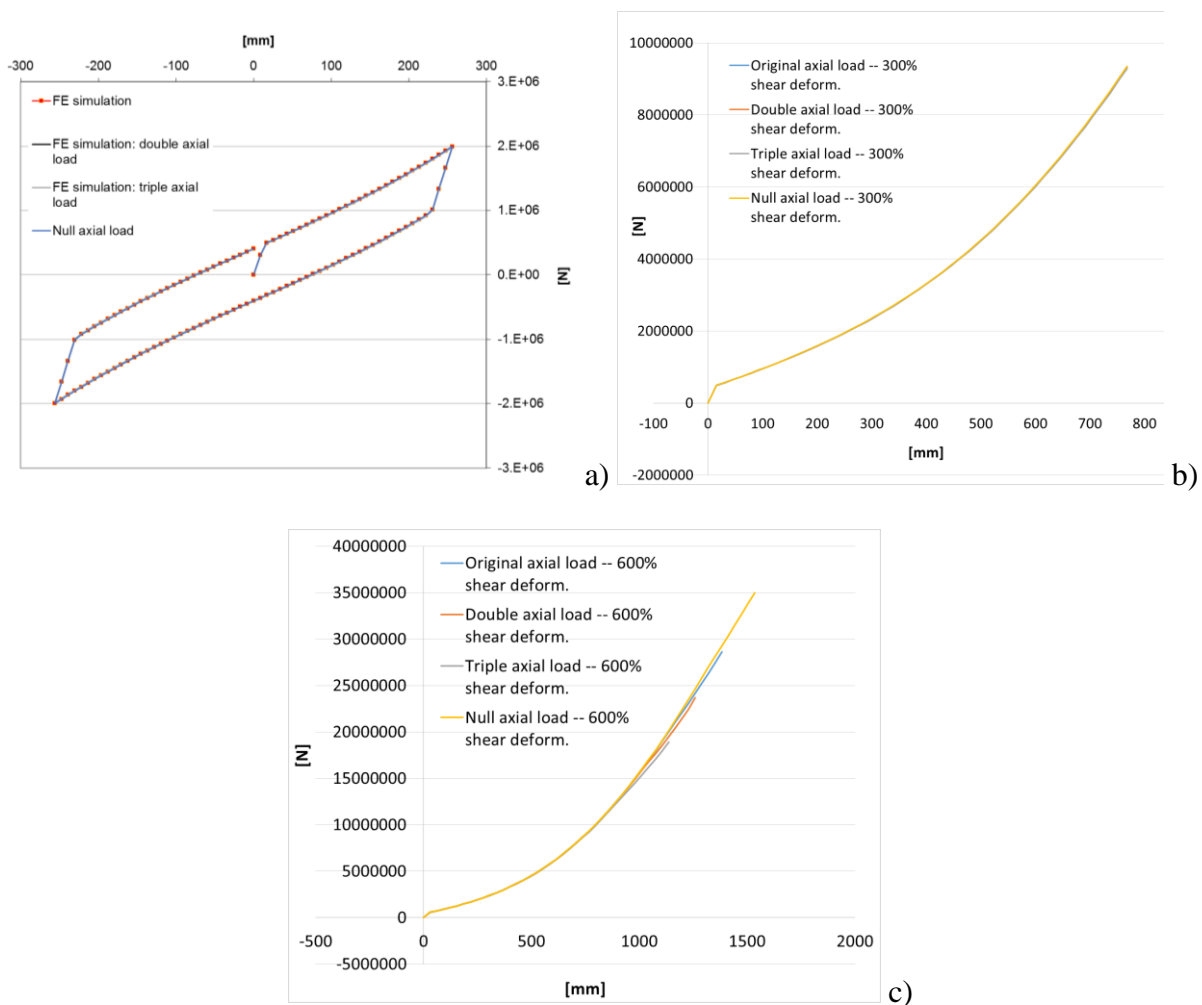 [mm]
-300 -200 -100 0 100 200 300
3.E+06
2.E+06
1.E+06
0.E+00
-1.E+06
-2.E+06
-3.E+06
[N]
FE simulation
FE simulation: double axial
load
FE simulation: triple axial
load
Null axial load
a)
10000000
8000000
6000000
4000000
2000000
0
-2000000
[N]
Original axial load -- 300%
shear deform.
Double axial load -- 300%
shear deform.
Triple axial load -- 300%
shear deform.
Null axial load -- 300%
shear deform.
-100 0 100 200 300 400 500 600 700 800
[mm]
b)
40000000
35000000
30000000
25000000
20000000
15000000
10000000
5000000
0
-5000000
[N]
Original axial load -- 600%
shear deform.
Double axial load -- 600%
shear deform.
Triple axial load -- 600%
shear deform.
Null axial load -- 600%
shear deform.
-500 0 500 1000 1500 2000
[mm]
c)